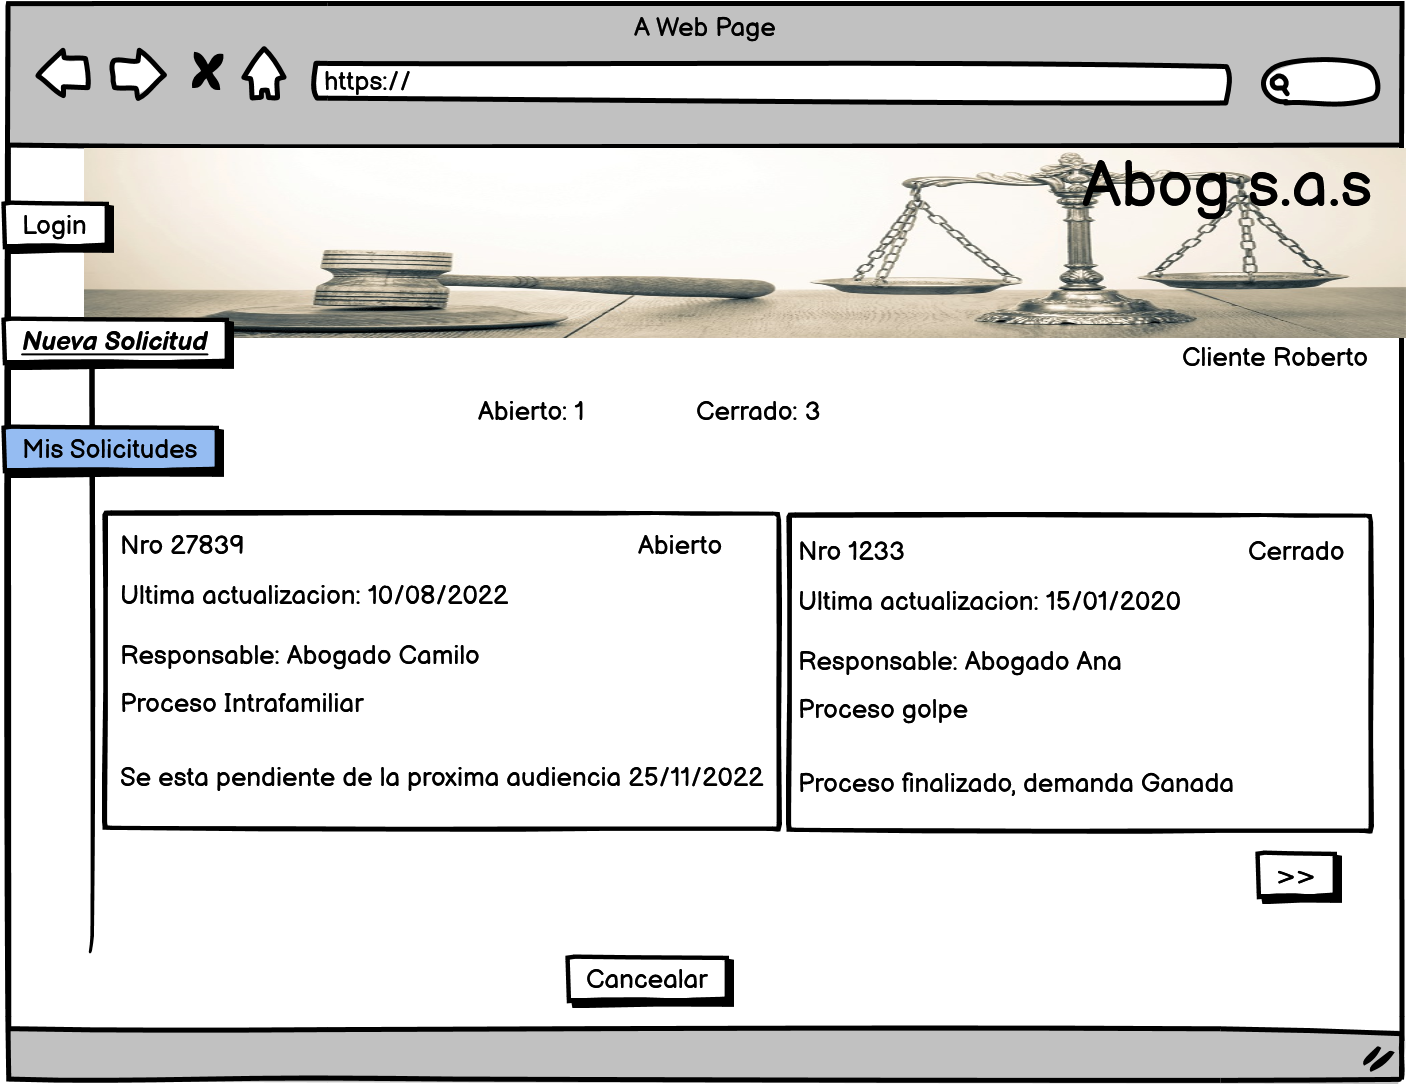 A Web Page
https://
Abog s.a.s
Login
Nueva Solicitud
Cliente Roberto
Abierto: 1
Cerrado: 3
Mis Solicitudes
Nro 27839
Abierto
Ultima actualizacion: 10/08/2022
Responsable: Abogado Camilo
Proceso Intrafamiliar
Se esta pendiente de la proxima audiencia 25/11/2022
Nro 1233
Cerrado
Ultima actualizacion: 15/01/2020
Responsable: Abogado Ana
Proceso golpe
Proceso finalizado, demanda Ganada
>>
Cancealar